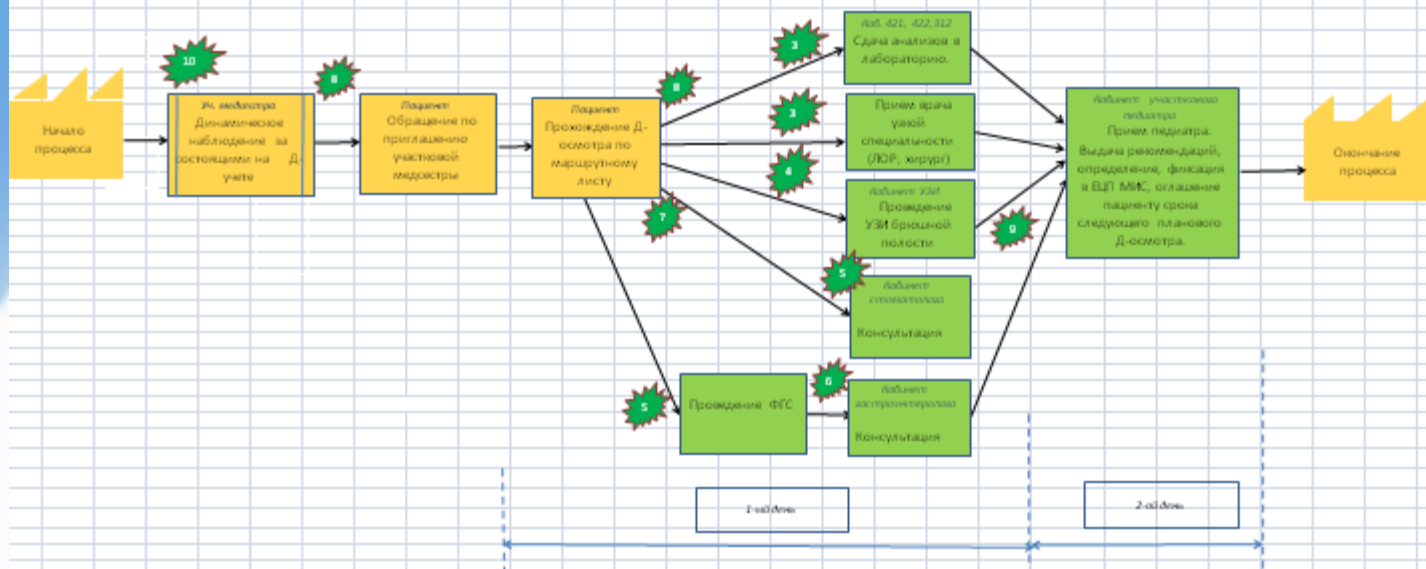 Начало
процесса
10
Уч. медсестра
Динамическое
наблюдение за
состоящими на Д-
учете
8
Пациент
Обращение по
приглашению
участковой
медсестры
Пациент
Прохождение Д-
осмотра по
маршрутному
листу
8
3
Каб. 421, 422,312
Сдача анализов в
лабораторию.
3
Прием врача
узкой
специальности
(ЛОР, хирург)
4
Кабинет УЗИ
Проведение
УЗИ брюшной
полости
7
5
Кабинет
стоматолога
Консультация
5
Проведение ФГС
6
Кабинет
гастроэнтеролога
Консультация
9
Кабинет участкового
педиатра
Прием педиатра.
Выдача рекомендаций,
определение, фиксация
в ЕЦП МИС, оглашение
пациенту срока
следующего планового
Д-осмотра.
Окончание
процесса
1-ый день
2-ой день